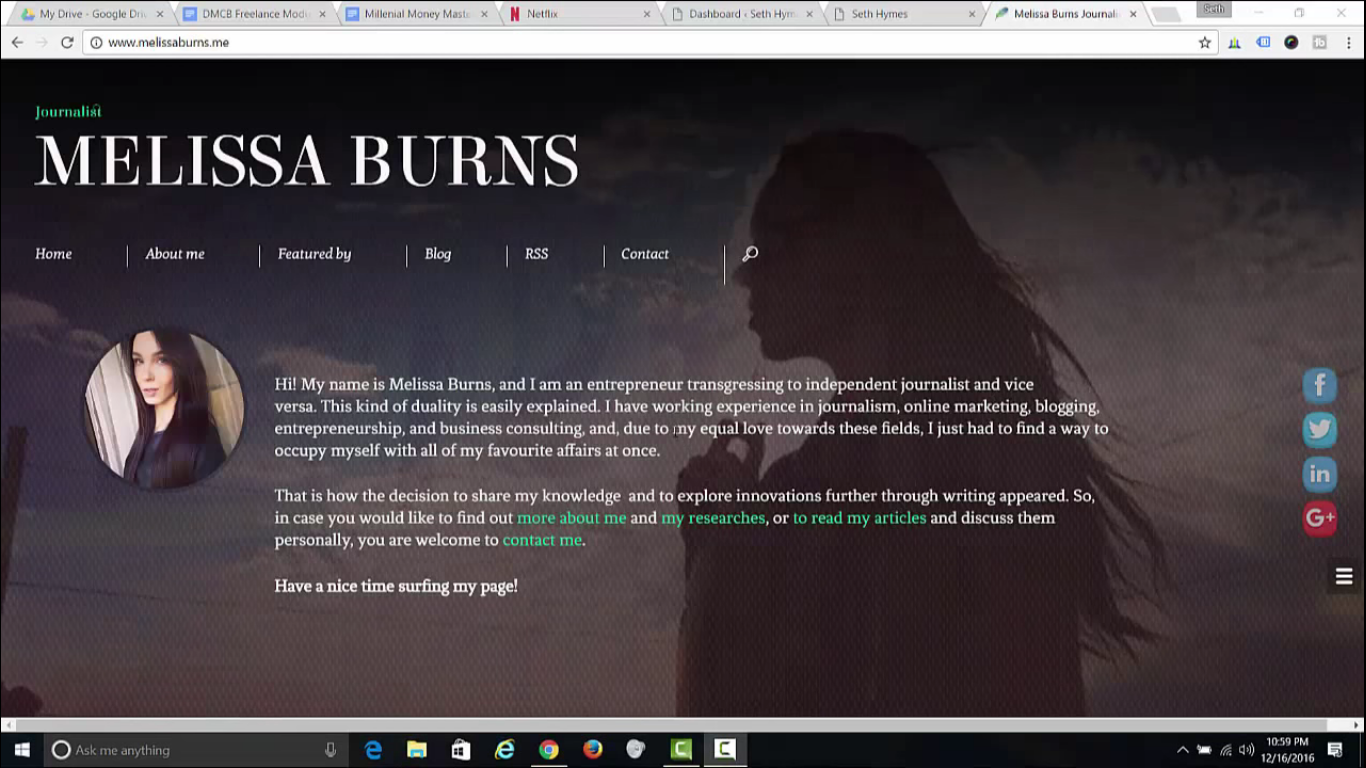 My Drive - Google Dri
DMCB Freelance Modu
Millenial Money Maste
Netflix
Dashboard ‹ Seth Hym
Seth Hymes
Melissa Burns Journali
Seth
www.melissaburns.me
Journalist
MELISSA BURNS
Home
About me
Featured by
Blog
RSS
Contact
Hi! My name is Melissa Burns, and I am an entrepreneur transgressing to independent journalist and vice
versa. This kind of duality is easily explained. I have working experience in journalism, online marketing, blogging,
entrepreneurship, and business consulting, and, due to my equal love towards these fields, I just had to find a way to
occupy myself with all of my favourite affairs at once.
That is how the decision to share my knowledge and to explore innovations further through writing appeared. So,
in case you would like to find out more about me and my researches, or to read my articles and discuss them
personally, you are welcome to contact me.
Have a nice time surfing my page!
f
in
G+
Ask me anything
10:59 PM
12/16/2016